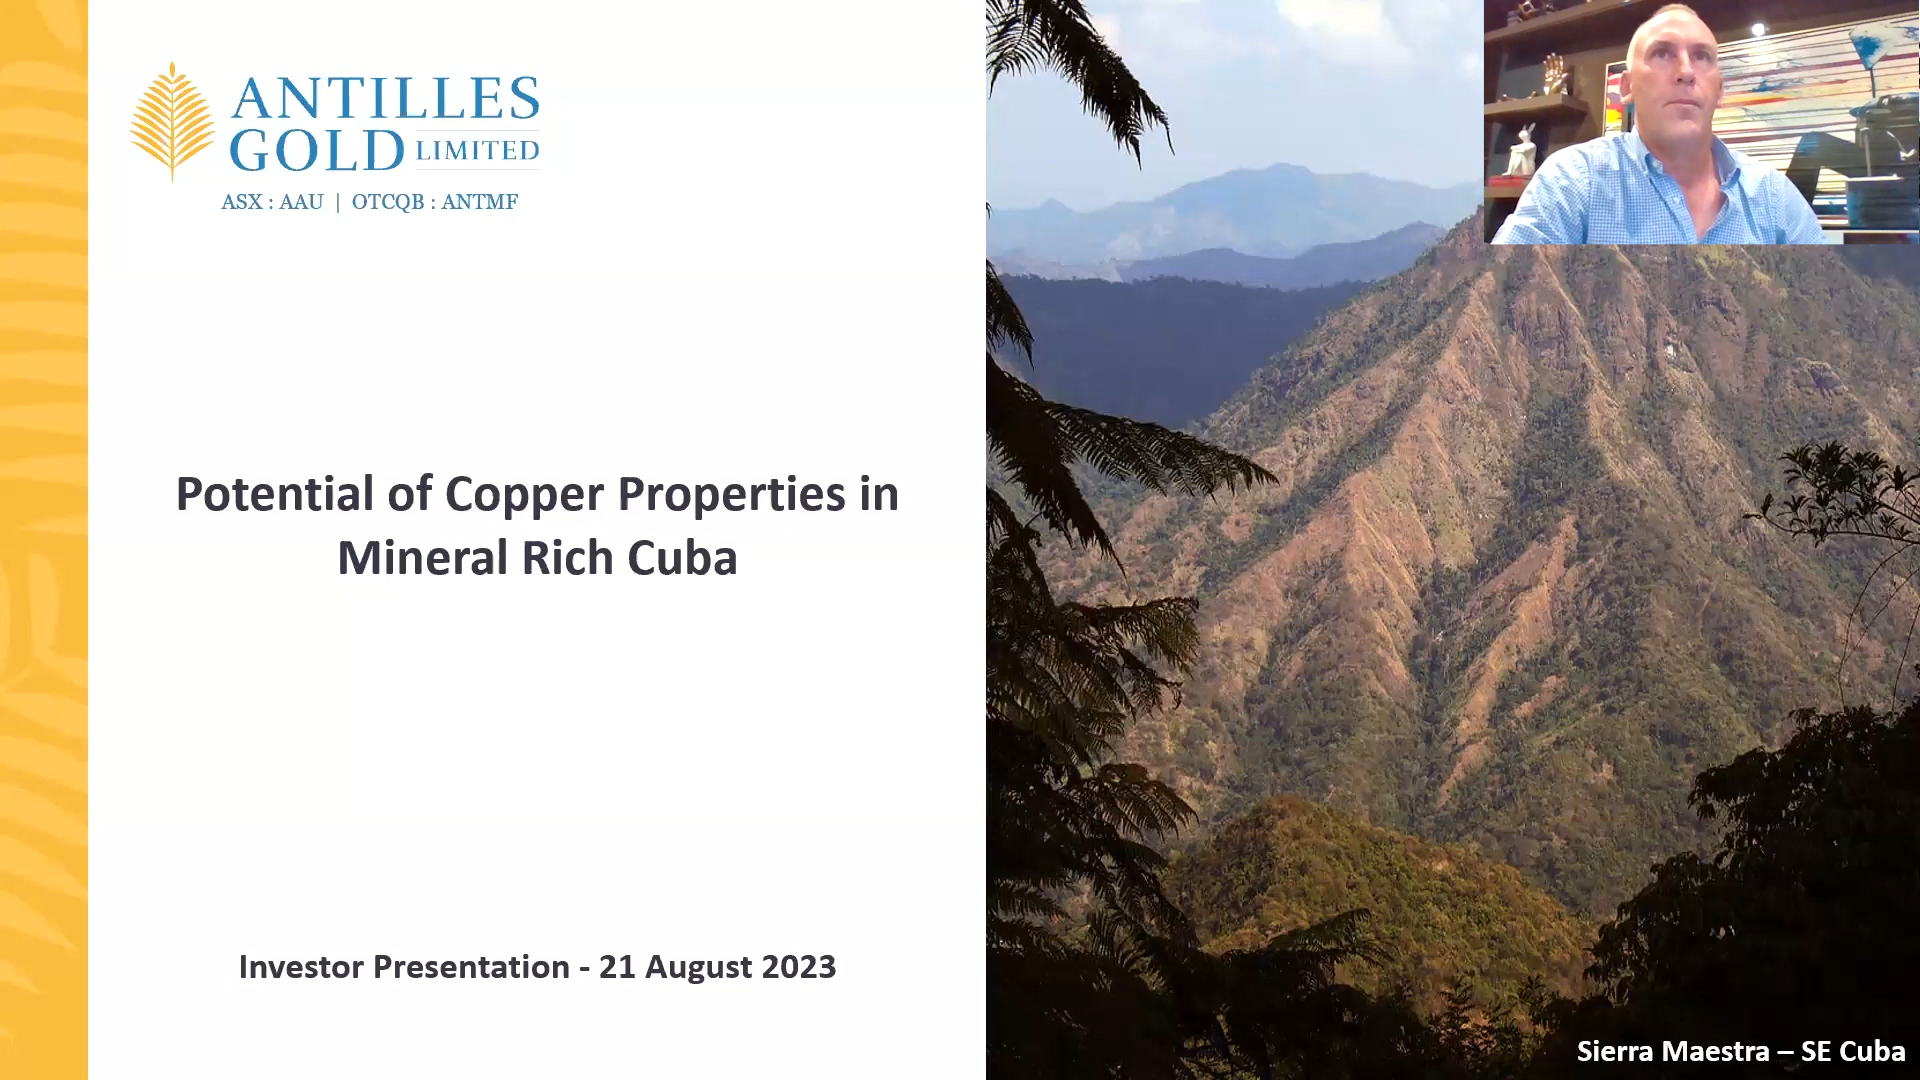 ANTILLES
GOLD LIMITED
ASX : AAU | OTCQB : ANTMF
Potential of Copper Properties in
Mineral Rich Cuba
Investor Presentation - 21 August 2023
Sierra Maestra – SE Cuba